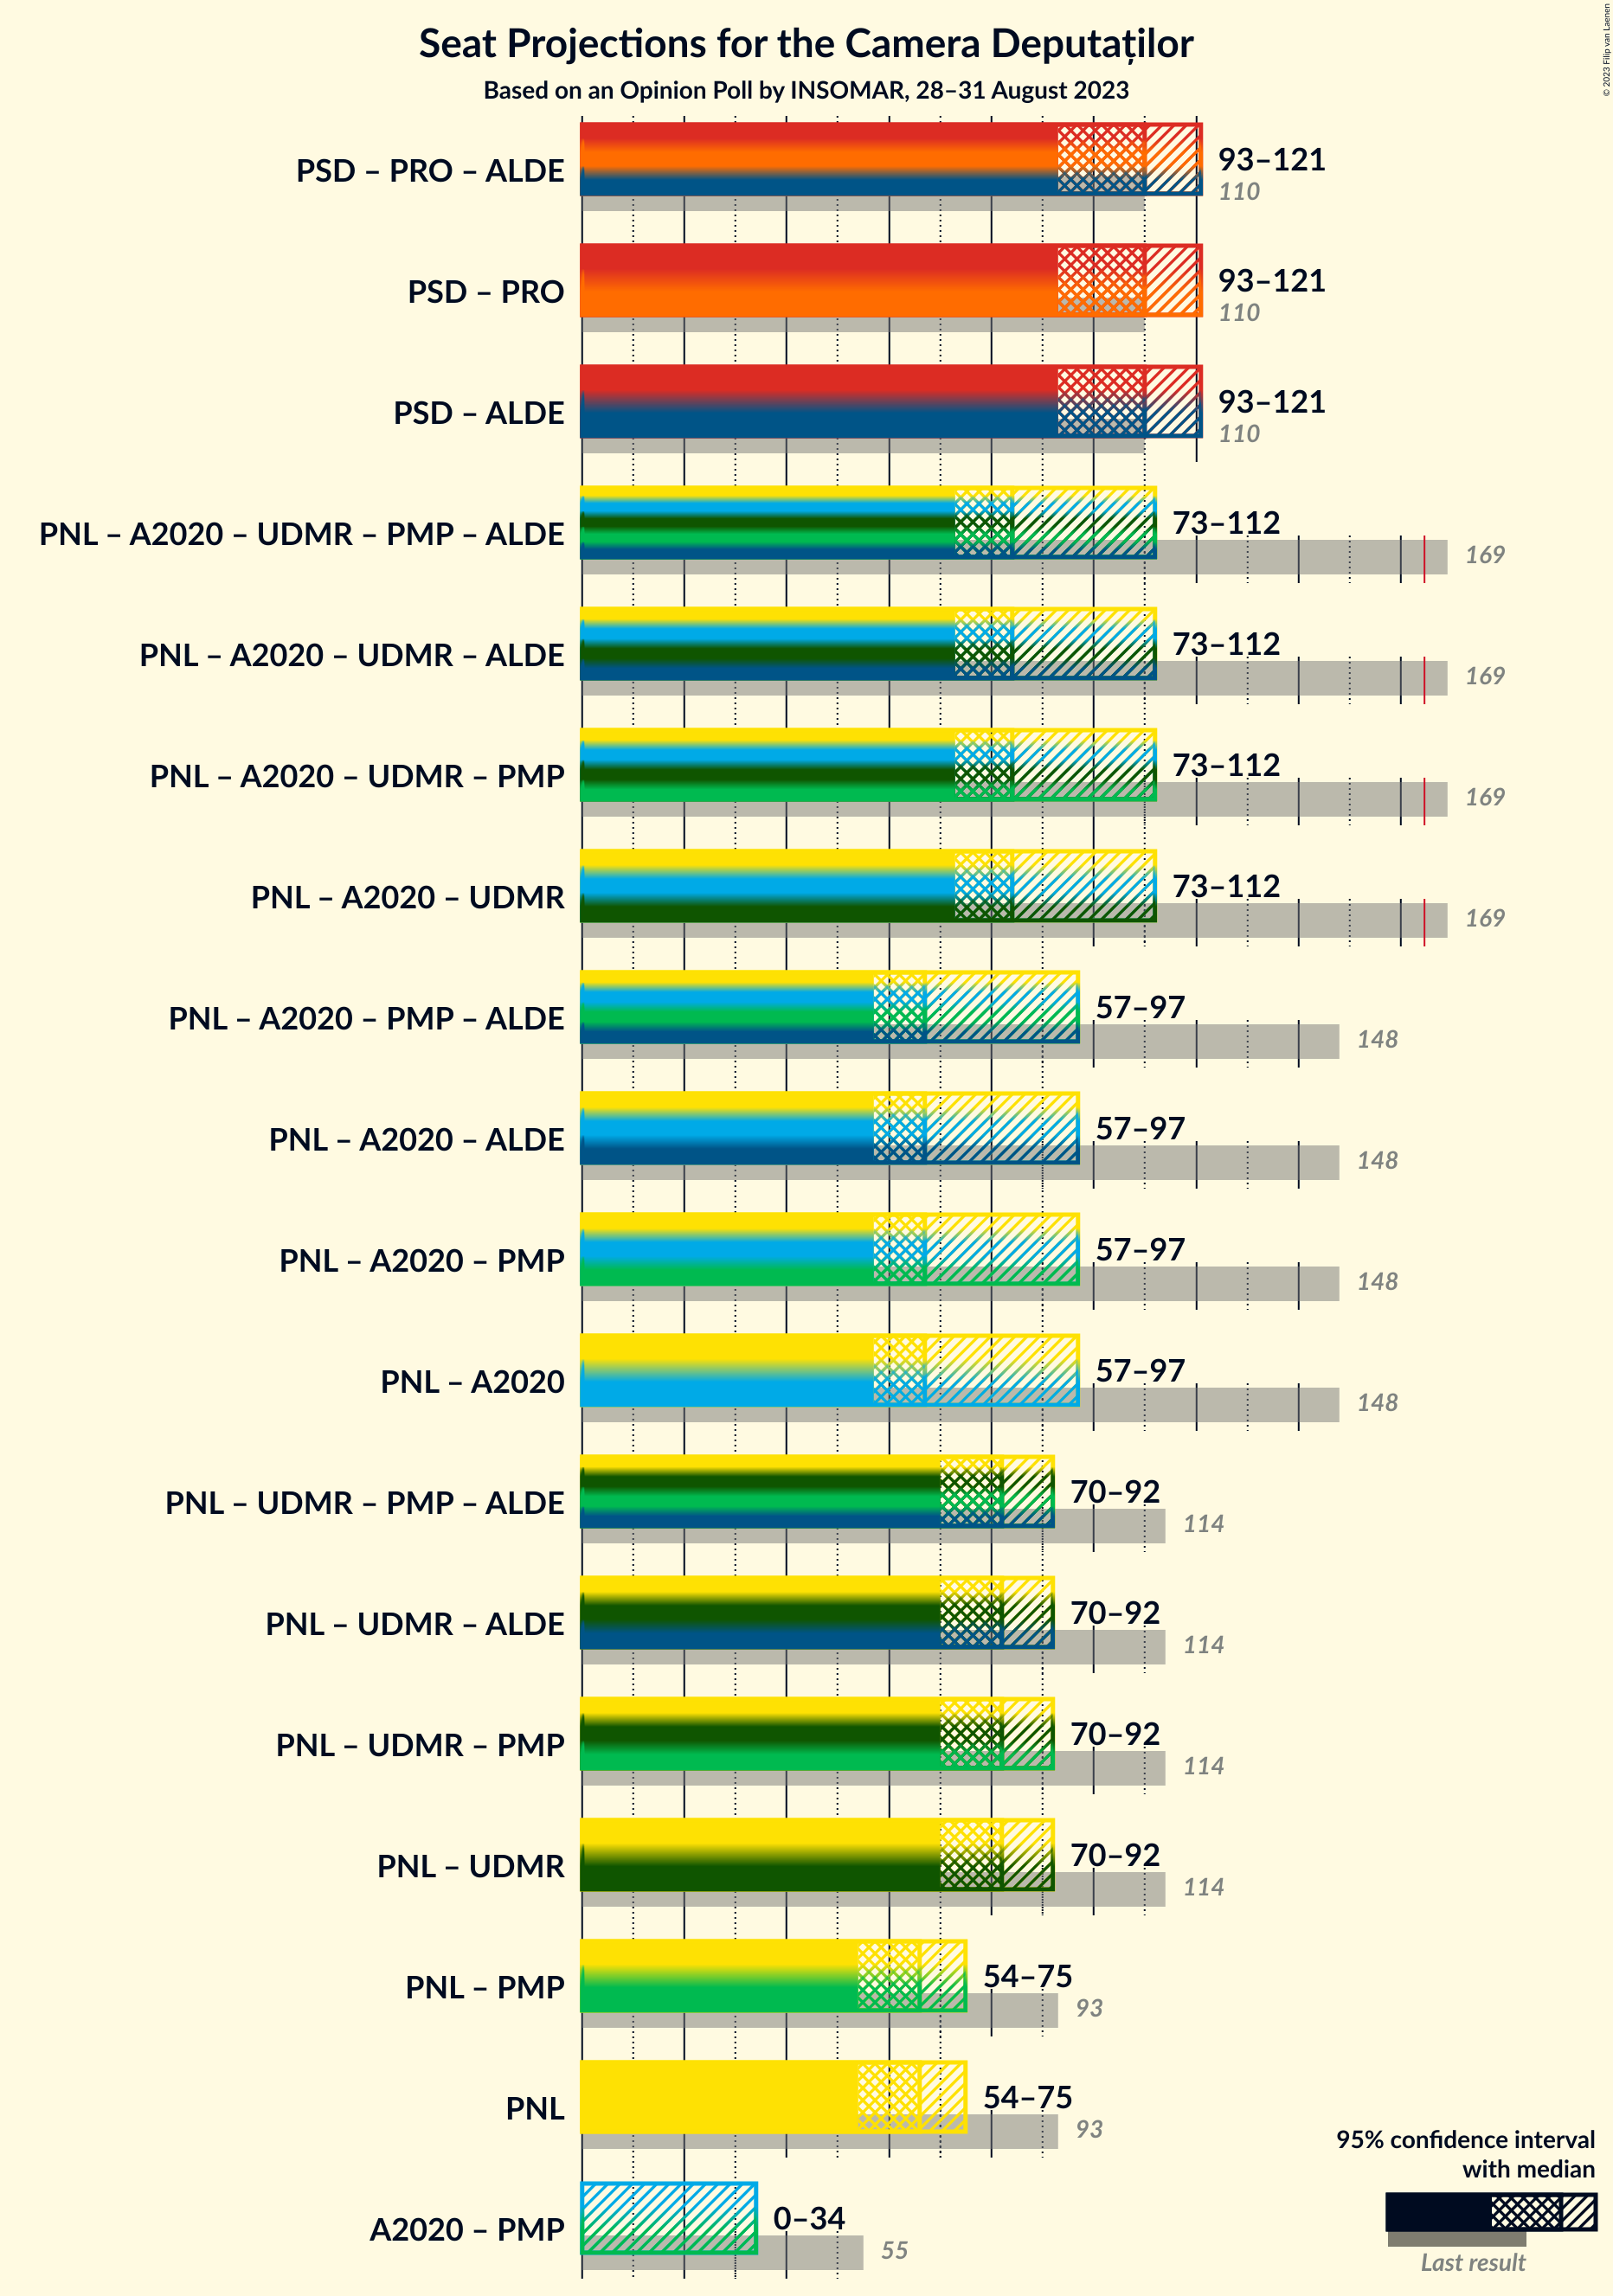 Seat Projections for the Camera Deputaților
Based on an Opinion Poll by INSOMAR, 28–31 August 2023
© 2023 Filip van Laenen
PSD – PRO – ALDE
93–121
110
PSD – PRO
93–121
110
PSD – ALDE
93–121
110
PNL – A2020 – UDMR – PMP – ALDE
73–112
169
PNL – A2020 – UDMR – ALDE
73–112
169
PNL – A2020 – UDMR – PMP
73–112
169
PNL – A2020 – UDMR
73–112
169
PNL – A2020 – PMP – ALDE
57–97
148
PNL – A2020 – ALDE
57–97
148
PNL – A2020 – PMP
57–97
148
PNL – A2020
57–97
148
PNL – UDMR – PMP – ALDE
70–92
114
PNL – UDMR – ALDE
70–92
114
PNL – UDMR – PMP
70–92
114
PNL – UDMR
70–92
114
PNL – PMP
54–75
93
PNL
54–75
93
A2020 – PMP
0–34
55
95% confidence interval
with median
Last result